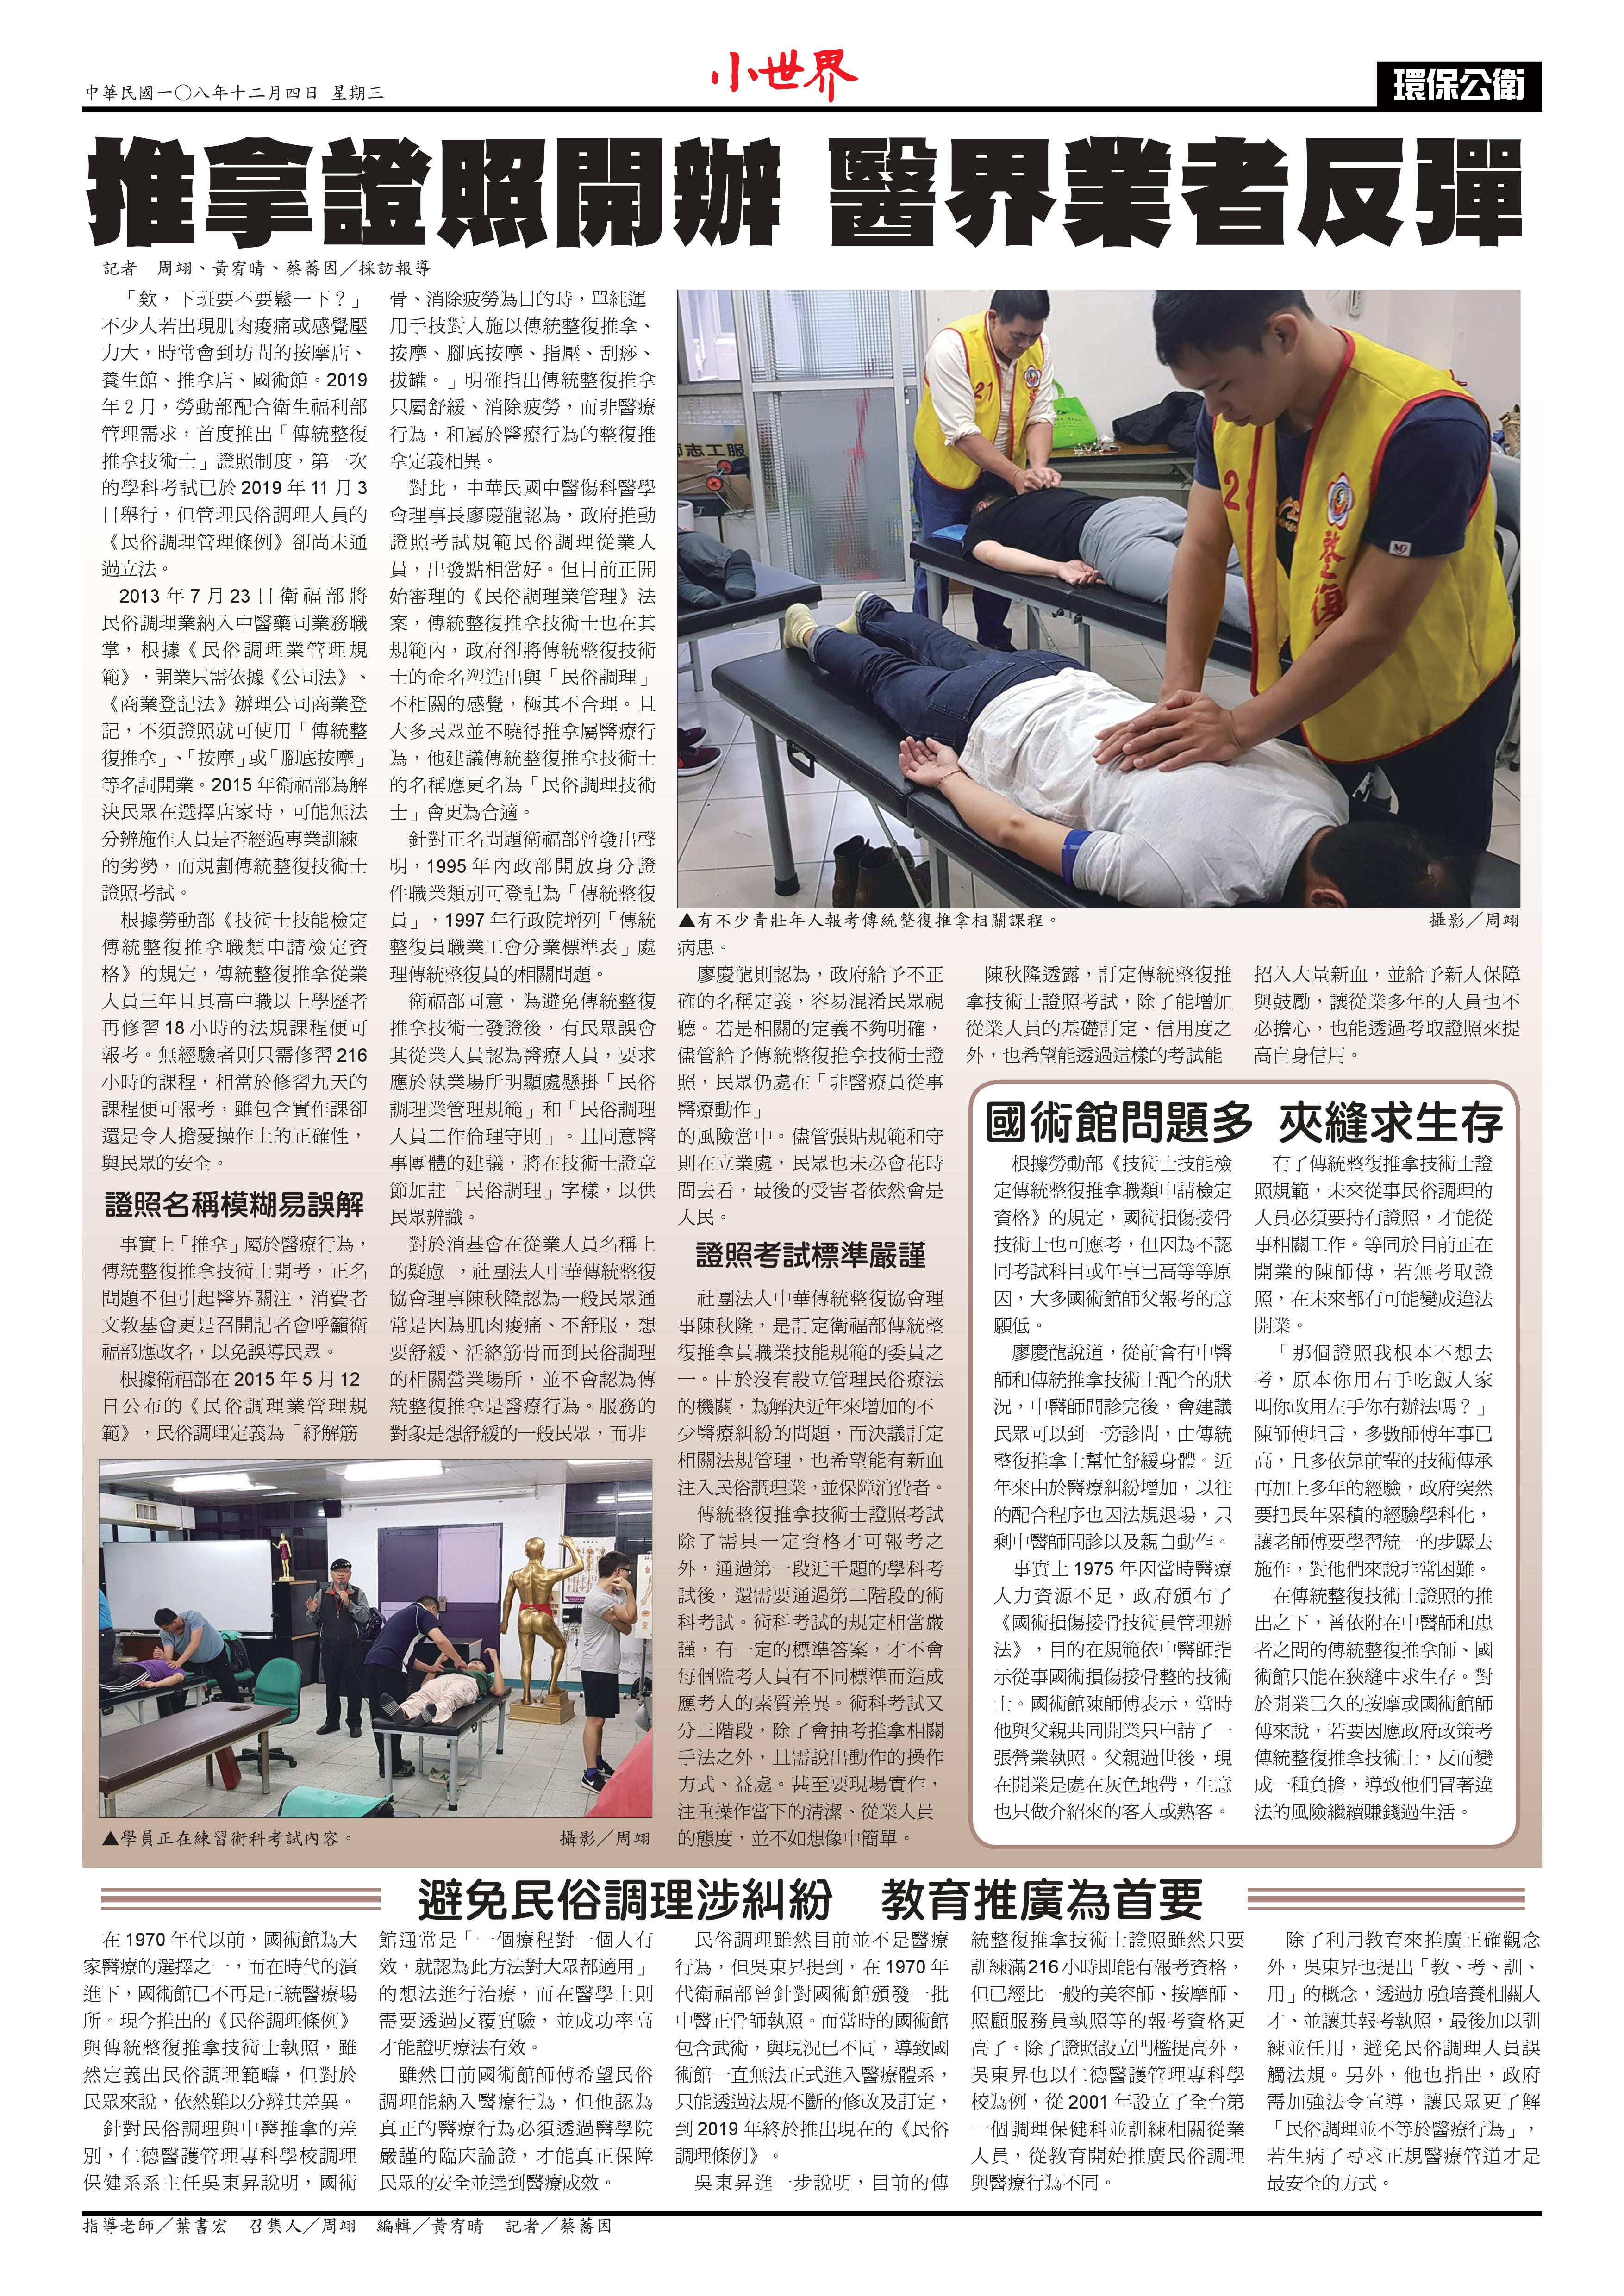 中華民國一〇八年十二月四日 星期三
小世界
環保公衛
推拿證照開辦 醫界業者反彈
記者 周翊、黃宥晴、蔡蕎因／採訪報導
「欸，下班要不要鬆一下？」
不少人若出現肌肉痠痛或感覺壓
力大，時常會到坊間的按摩店、
養生館、推拿店、國術館。2019
年2月，勞動部配合衛生福利部
管理需求，首度推出「傳統整復
推拿技術士」證照制度，第一次
的學科考試已於2019年11月3
日舉行，但管理民俗調理人員的
《民俗調理管理條例》卻尚未通
過立法。
2013年7月23日衛福部將
民俗調理業納入中醫藥司業務職
掌，根據《民俗調理業管理規
範》，開業只需依據《公司法》、
《商業登記法》辦理公司商業登
記，不須證照就可使用「傳統整
復推拿」、「按摩」或「腳底按摩」
等名詞開業。2015年衛福部為解
決民眾在選擇店家時，可能無法
分辨施作人員是否經過專業訓練
的劣勢，而規劃傳統整復技術士
證照考試。
根據勞動部《技術士技能檢定
傳統整復推拿職類申請檢定資
格》的規定，傳統整復推拿從業
人員三年且具高中職以上學歷者
再修習18小時的法規課程便可
報考。無經驗者則只需修習216
小時的課程，相當於修習九天的
課程便可報考，雖包含實作課卻
還是令人擔憂操作上的正確性，
與民眾的安全。
證照名稱模糊易誤解
事實上「推拿」屬於醫療行為，
傳統整復推拿技術士開考，正名
問題不但引起醫界關注，消費者
文教基會更是召開記者會呼籲衛
福部應改名，以免誤導民眾。
根據衛福部在2015年5月12
日公布的《民俗調理業管理規
範》，民俗調理定義為「紓解筋
骨、消除疲勞為目的時，單純運
用手技對人施以傳統整復推拿、
按摩、腳底按摩、指壓、刮痧、
拔罐。」明確指出傳統整復推拿
只屬舒緩、消除疲勞，而非醫療
行為，和屬於醫療行為的整復推
拿定義相異。
對此，中華民國中醫傷科醫學
會理事長廖慶龍認為，政府推動
證照考試規範民俗調理從業人
員，出發點相當好。但目前正開
始審理的《民俗調理業管理》法
案，傳統整復推拿技術士也在其
規範內，政府卻將傳統整復技術
士的命名塑造出與「民俗調理」
不相關的感覺，極其不合理。且
大多民眾並不曉得推拿屬醫療行
為，他建議傳統整復推拿技術士
的名稱應更名為「民俗調理技術
士」會更為合適。
針對正名問題衛福部曾發出聲
明，1995年內政部開放身分證
件職業類別可登記為「傳統整復
員」，1997年行政院增列「傳統
整復員職業工會分業標準表」處
理傳統整復員的相關問題。
衛福部同意，為避免傳統整復
推拿技術士發證後，有民眾誤會
其從業人員認為醫療人員，要求
應於執業場所明顯處懸掛「民俗
調理業管理規範」和「民俗調理
人員工作倫理守則」。且同意醫
事團體的建議，將在技術士證章
節加註「民俗調理」字樣，以供
民眾辨識。
對於消基會在從業人員名稱上
的疑慮 ，社團法人中華傳統整復
協會理事陳秋隆認為一般民眾通
常是因為肌肉痠痛、不舒服，想
要舒緩、活絡筋骨而到民俗調理
的相關營業場所，並不會認為傳
統整復推拿是醫療行為。服務的
對象是想舒緩的一般民眾，而非
▲有不少青壯年人報考傳統整復推拿相關課程。 攝影／周翊
病患。
廖慶龍則認為，政府給予不正
確的名稱定義，容易混淆民眾視
聽。若是相關的定義不夠明確，
儘管給予傳統整復推拿技術士證
照，民眾仍處在「非醫療員從事
醫療動作」
的風險當中。儘管張貼規範和守
則在立業處，民眾也未必會花時
間去看，最後的受害者依然會是
人民。
證照考試標準嚴謹
社團法人中華傳統整復協會理
事陳秋隆，是訂定衛福部傳統整
復推拿員職業技能規範的委員之
一。由於沒有設立管理民俗療法
的機關，為解決近年來增加的不
少醫療糾紛的問題，而決議訂定
相關法規管理，也希望能有新血
注入民俗調理業，並保障消費者。
傳統整復推拿技術士證照考試
除了需具一定資格才可報考之
外，通過第一段近千題的學科考
試後，還需要通過第二階段的術
科考試。術科考試的規定相當嚴
謹，有一定的標準答案，才不會
每個監考人員有不同標準而造成
應考人的素質差異。術科考試又
分三階段，除了會抽考推拿相關
手法之外，且需說出動作的操作
方式、益處。甚至要現場實作，
注重操作當下的清潔、從業人員
的態度，並不如想像中簡單。
陳秋隆透露，訂定傳統整復推
拿技術士證照考試，除了能增加
從業人員的基礎訂定、信用度之
外，也希望能透過這樣的考試能
招入大量新血，並給予新人保障
與鼓勵，讓從業多年的人員也不
必擔心，也能透過考取證照來提
高自身信用。
▲學員正在練習術科考試內容。 攝影／周翊
國術館問題多 夾縫求生存
根據勞動部《技術士技能檢
定傳統整復推拿職類申請檢定
資格》的規定，國術損傷接骨
技術士也可應考，但因為不認
同考試科目或年事已高等等原
因，大多國術館師父報考的意
願低。
廖慶龍說道，從前會有中醫
師和傳統推拿技術士配合的狀
況，中醫師問診完後，會建議
民眾可以到一旁診間，由傳統
整復推拿士幫忙舒緩身體。近
年來由於醫療糾紛增加，以往
的配合程序也因法規退場，只
剩中醫師問診以及親自動作。
事實上1975年因當時醫療
人力資源不足，政府頒布了
《國術損傷接骨技術員管理辦
法》，目的在規範依中醫師指
示從事國術損傷接骨整的技術
士。國術館陳師傅表示，當時
他與父親共同開業只申請了一
張營業執照。父親過世後，現
在開業是處在灰色地帶，生意
也只做介紹來的客人或熟客。
有了傳統整復推拿技術士證
照規範，未來從事民俗調理的
人員必須要持有證照，才能從
事相關工作。等同於目前正在
開業的陳師傅，若無考取證
照，在未來都有可能變成違法
開業。
「那個證照我根本不想去
考，原本你用右手吃飯人家
叫你改用左手你有辦法嗎？」
陳師傅坦言，多數師傅年事已
高，且多依靠前輩的技術傳承
再加上多年的經驗，政府突然
要把長年累積的經驗學科化，
讓老師傅要學習統一的步驟去
施作，對他們來說非常困難。
在傳統整復技術士證照的推
出之下，曾依附在中醫師和患
者之間的傳統整復推拿師、國
術館只能在狹縫中求生存。對
於開業已久的按摩或國術館師
傅來說，若要因應政府政策考
傳統整復推拿技術士，反而變
成一種負擔，導致他們冒著違
法的風險繼續賺錢過生活。
避免民俗調理涉糾紛 教育推廣為首要
在1970年代以前，國術館為大
家醫療的選擇之一，而在時代的演
進下，國術館已不再是正統醫療場
所。現今推出的《民俗調理條例》
與傳統整復推拿技術士執照，雖
然定義出民俗調理範疇，但對於
民眾來說，依然難以分辨其差異。
針對民俗調理與中醫推拿的差
別，仁德醫護管理專科學校調理
保健系系主任吳東昇說明，國術
館通常是「一個療程對一個人有
效，就認為此方法對大眾都適用」
的想法進行治療，而在醫學上則
需要透過反覆實驗，並成功率高
才能證明療法有效。
雖然目前國術館師傅希望民俗
調理能納入醫療行為，但他認為
真正的醫療行為必須透過醫學院
嚴謹的臨床論證，才能真正保障
民眾的安全並達到醫療成效。
民俗調理雖然目前並不是醫療
行為，但吳東昇提到，在1970年
代衛福部曾針對國術館頒發一批
中醫正骨師執照。而當時的國術館
包含武術，與現況已不同，導致國
術館一直無法正式進入醫療體系，
只能透過法規不斷的修改及訂定，
到2019年終於推出現在的《民俗
調理條例》。
吳東昇進一步說明，目前的傳
統整復推拿技術士證照雖然只要
訓練滿216小時即能有報考資格，
但已經比一般的美容師、按摩師、
照顧服務員執照等的報考資格更
高了。除了證照設立門檻提高外，
吳東昇也以仁德醫護管理專科學
校為例，從2001年設立了全台第
一個調理保健科並訓練相關從業
人員，從教育開始推廣民俗調理
與醫療行為不同。
除了利用教育來推廣正確觀念
外，吳東昇也提出「教、考、訓、
用」的概念，透過加強培養相關人
才、並讓其報考執照，最後加以訓
練並任用，避免民俗調理人員誤
觸法規。另外，他也指出，政府
需加強法令宣導，讓民眾更了解
「民俗調理並不等於醫療行為」，
若生病了尋求正規醫療管道才是
最安全的方式。
指導老師／葉書宏 召集人／周翊 編輯／黃宥晴 記者／蔡蕎因